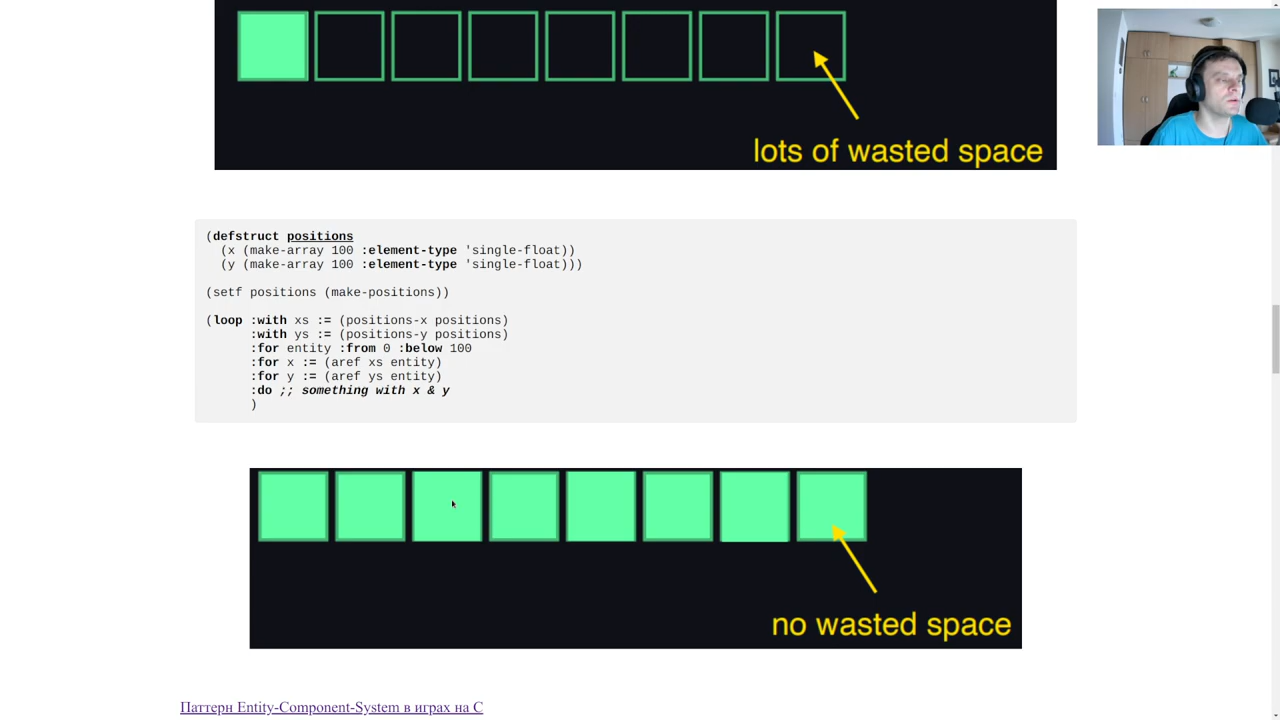 lots of wasted space
(defstruct positions
  (x (make-array 100 :element-type 'single-float))
  (y (make-array 100 :element-type 'single-float)))
(setf positions (make-positions))
(loop :with xs := (positions-x positions)
      :with ys := (positions-y positions)
      :for entity :from 0 :below 100
      :for x := (aref xs entity)
      :for y := (aref ys entity)
      :do ;; something with x & y
      )
no wasted space
Паттерн Entity-Component-System в играх на C